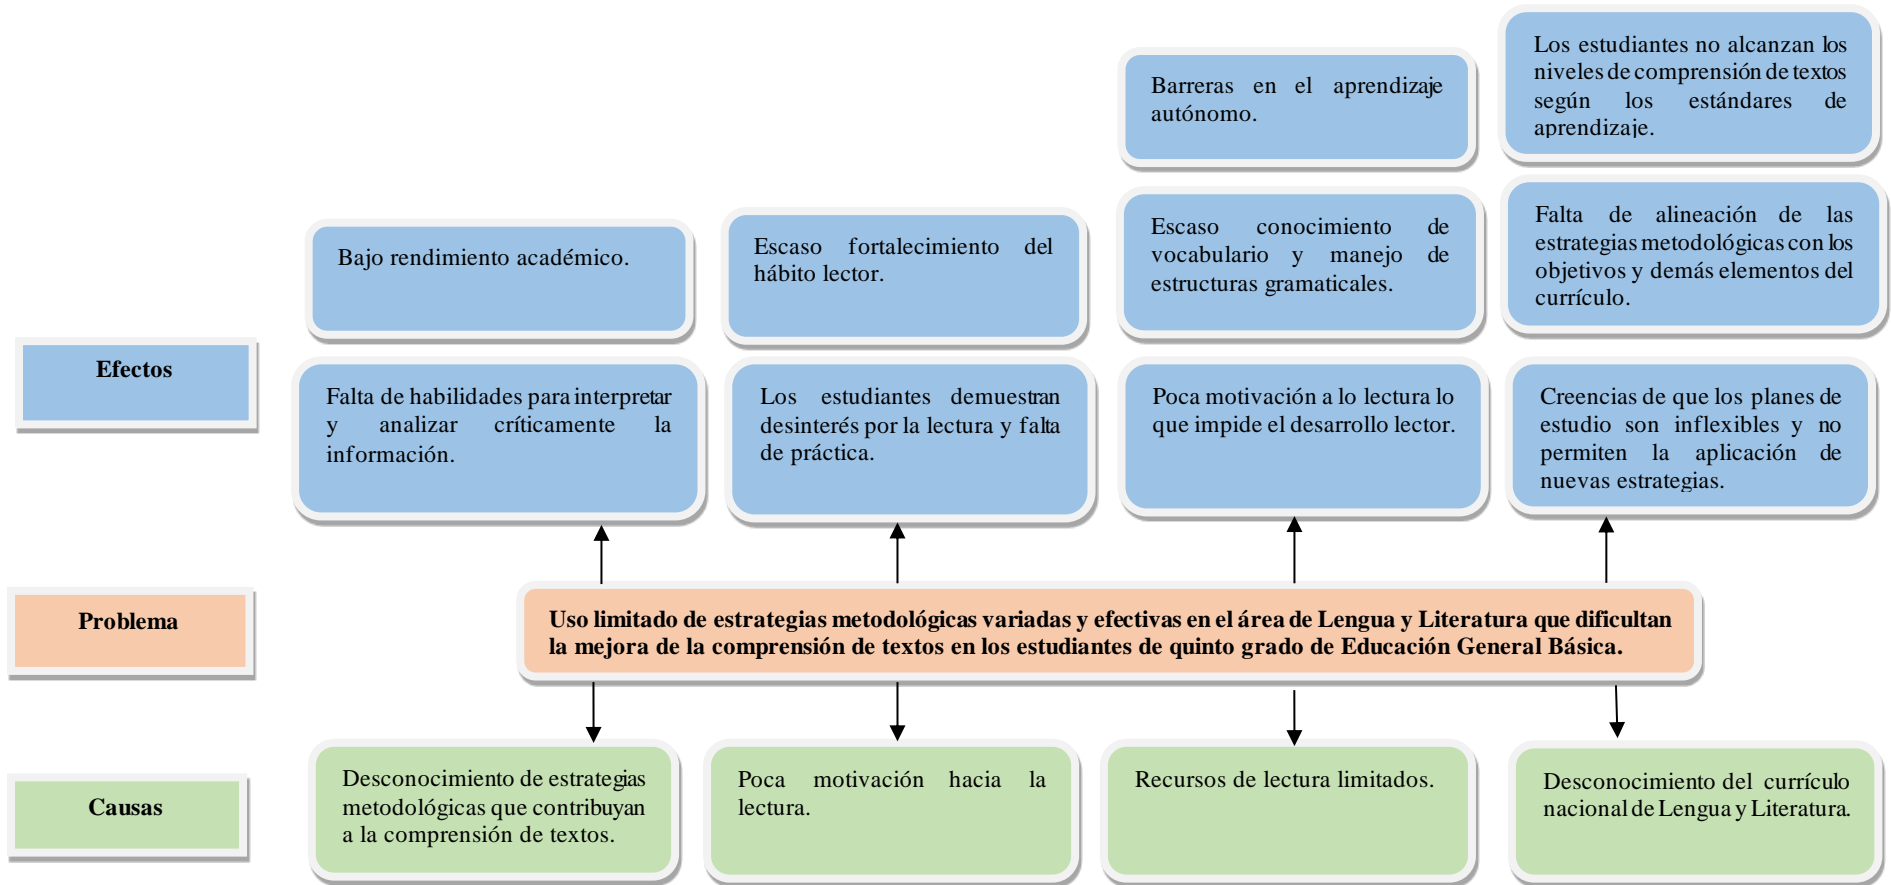 Barreras en el aprendizaje
autónomo.
Los estudiantes no alcanzan los
niveles de comprensión de textos
según los estándares de
aprendizaje.
Bajo rendimiento académico.
Escaso fortalecimiento del
hábito lector.
Escaso conocimiento de
vocabulario y manejo de
estructuras gramaticales.
Falta de alineación de las
estrategias metodológicas con los
objetivos y demás elementos del
currículo.
Efectos
Falta de habilidades para interpretar
y analizar críticamente la
información.
Los estudiantes demuestran
desinterés por la lectura y falta
de práctica.
Poca motivación a lo lectura lo
que impide el desarrollo lector.
Creencias de que los planes de
estudio son inflexibles y no
permiten la aplicación de
nuevas estrategias.
Problema
Uso limitado de estrategias metodológicas variadas y efectivas en el área de Lengua y Literatura que dificultan
la mejora de la comprensión de textos en los estudiantes de quinto grado de Educación General Básica.
Causas
Desconocimiento de estrategias
metodológicas que contribuyan
a la comprensión de textos.
Poca motivación hacia la
lectura.
Recursos de lectura limitados.
Desconocimiento del currículo
nacional de Lengua y Literatura.